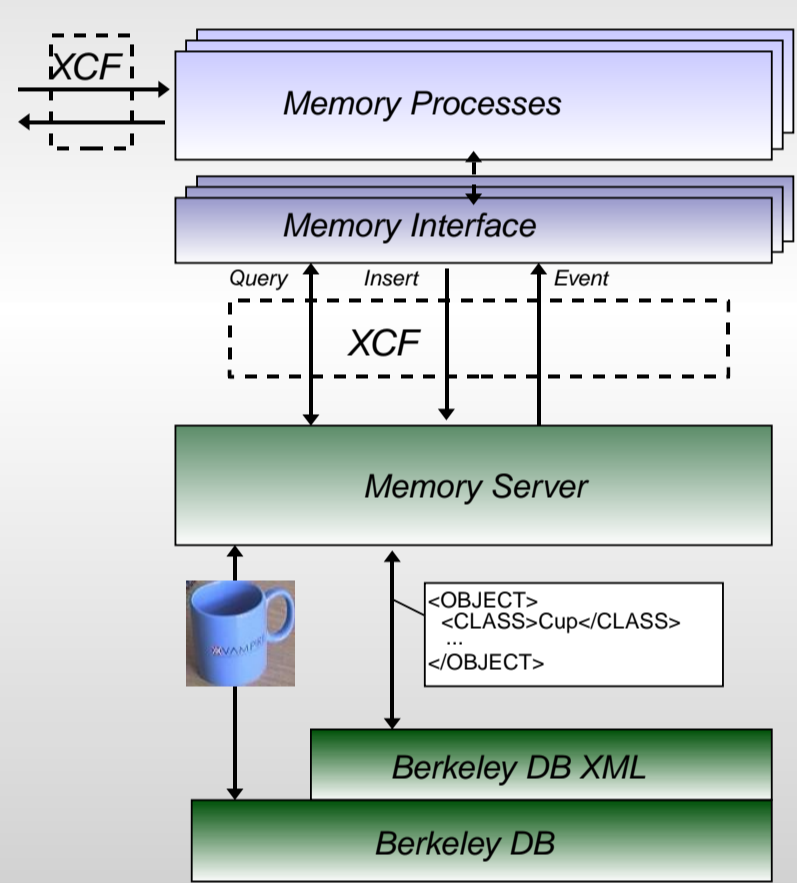 XCF
Memory Processes
Memory Interface
Query
Insert
Event
XCF
Memory Server
<OBJECT>
<CLASS>Cup</CLASS>
...
</OBJECT>
VAMPIRE
Berkeley DB XML
Berkeley DB